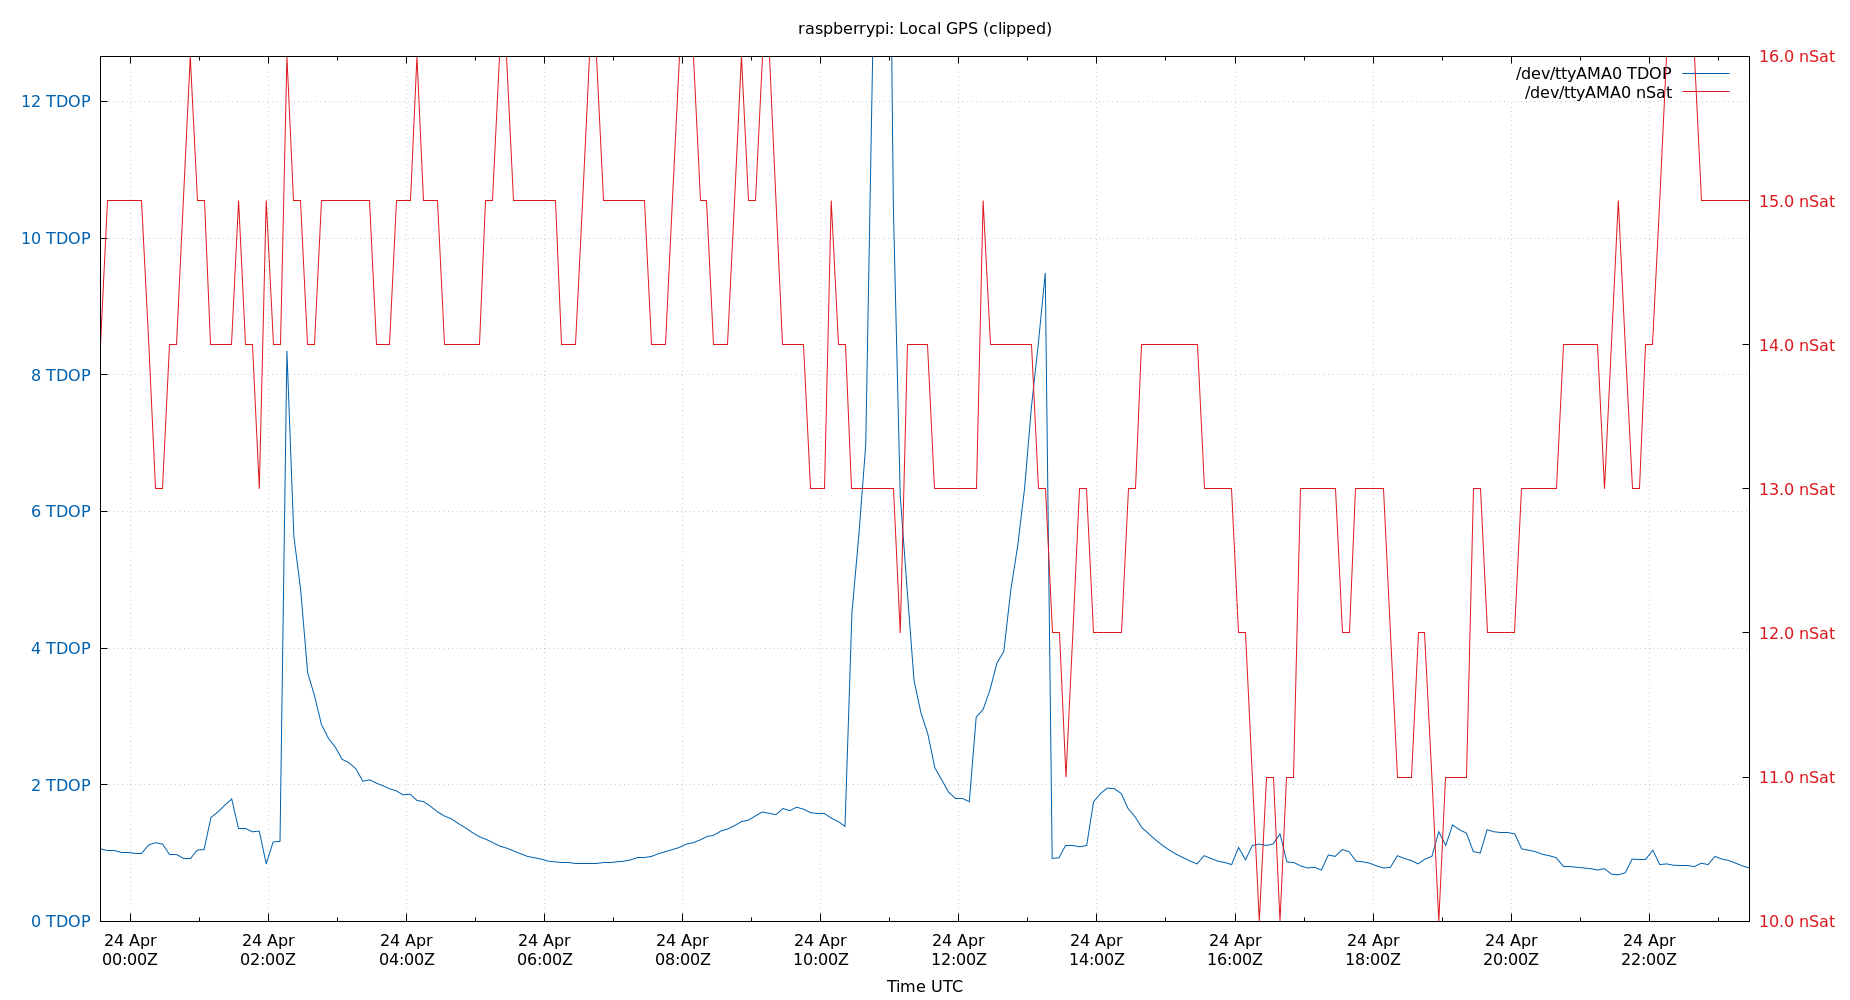 raspberrypi: Local GPS (clipped)
/dev/ttyAMA0 TDOP
/dev/ttyAMA0 nSat
12 TDOP
10 TDOP
8 TDOP
6 TDOP
4 TDOP
2 TDOP
0 TDOP
16.0 nSat
15.0 nSat
14.0 nSat
13.0 nSat
12.0 nSat
11.0 nSat
10.0 nSat
24 Apr
00:00Z
24 Apr
02:00Z
24 Apr
04:00Z
24 Apr
06:00Z
24 Apr
08:00Z
24 Apr
10:00Z
24 Apr
12:00Z
24 Apr
14:00Z
24 Apr
16:00Z
24 Apr
18:00Z
24 Apr
20:00Z
24 Apr
22:00Z
Time UTC